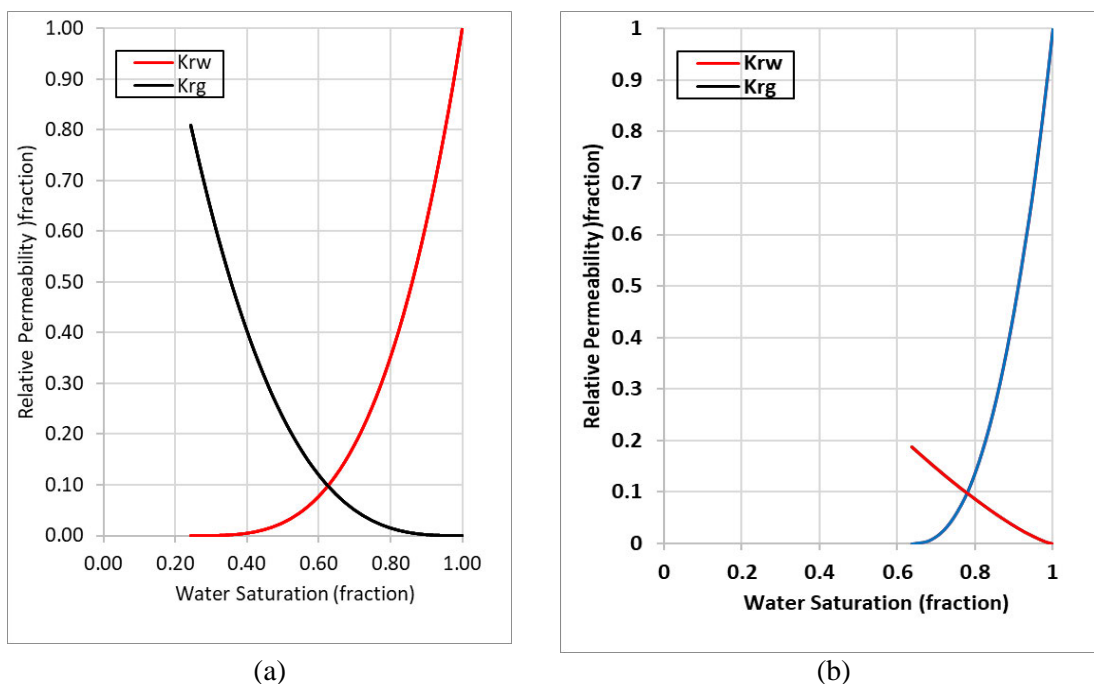 1.00
0.90
0.80
0.70
0.60
0.50
0.40
0.30
0.20
0.10
0.00
Relative Permeability )fraction)
Krw
Krg
0.00 0.20 0.40 0.60 0.80 1.00
Water Saturation (fraction)
(a)
1
0.9
0.8
0.7
0.6
0.5
0.4
0.3
0.2
0.1
0
Relative Permeability )fraction)
Krw
Krg
0 0.2 0.4 0.6 0.8 1
Water Saturation (fraction)
(b)